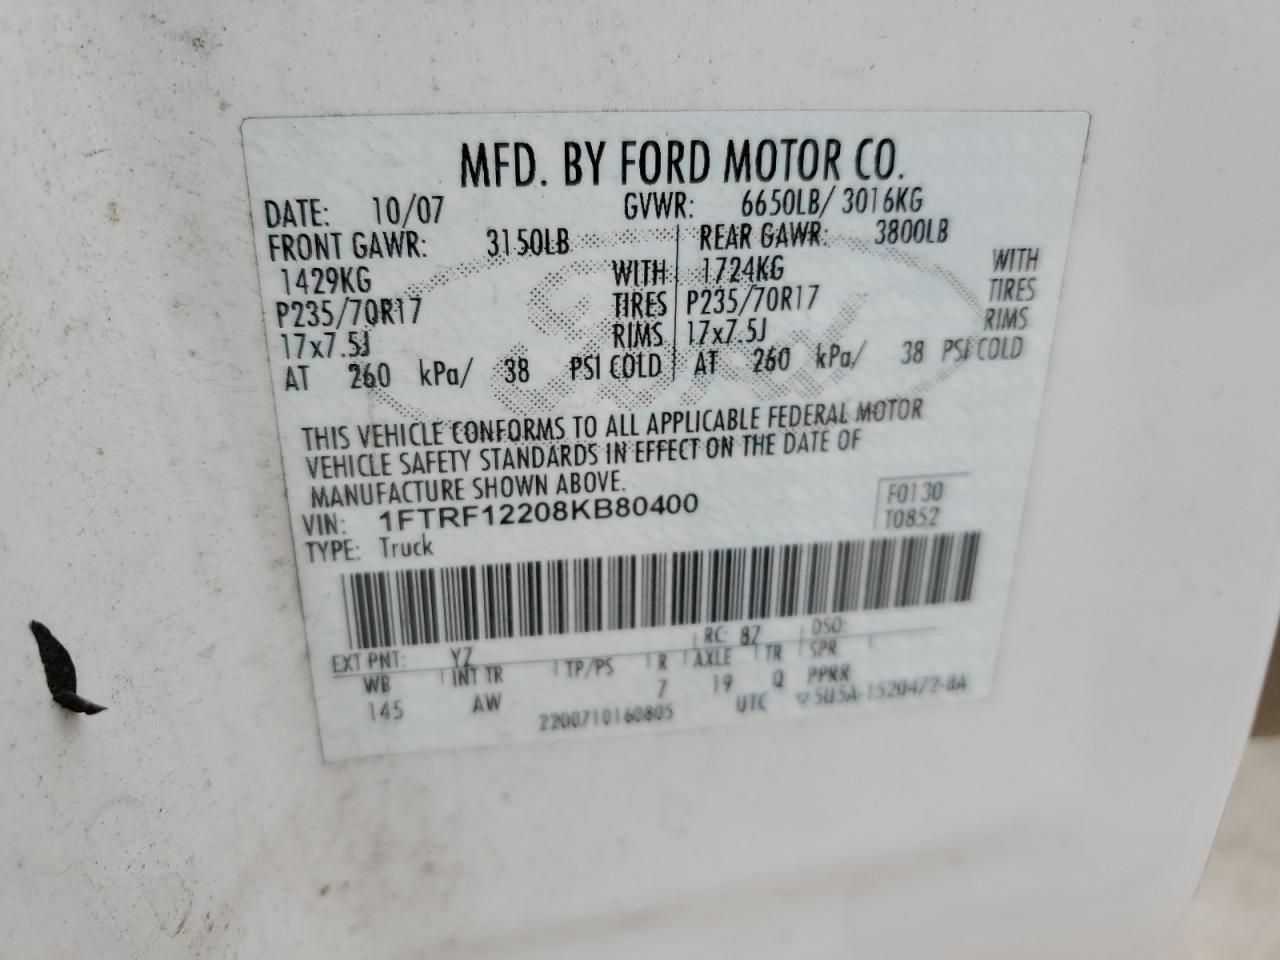 MFD. BY FORD MOTOR CO.
DATE: 10/07 GVWR: 6650LB/ 3016KG
FRONT GAWR: 3150LB REAR GAWR: 3800LB
1429KG WITH 1724KG WITH
P235/70R17 TIRES P235/70R17 TIRES
17x7.5J RIMS 17x7.5J RIMS
AT 260 kPa/ 38 PSI COLD AT 260 kPa/ 38 PSI COLD
THIS VEHICLE CONFORMS TO ALL APPLICABLE FEDERAL MOTOR
VEHICLE SAFETY STANDARDS IN EFFECT ON THE DATE OF
MANUFACTURE SHOWN ABOVE.
VIN: 1FTRF12208KB80400 F0130
TYPE: Truck T0852
EXT PNT: YZ RC: 87 DSO:
WB INT TR TP/PS R AXLE TR SPR
145 AW 7 19 Q PPRR
2200710160805 UTC 5U5A-1520472-BA